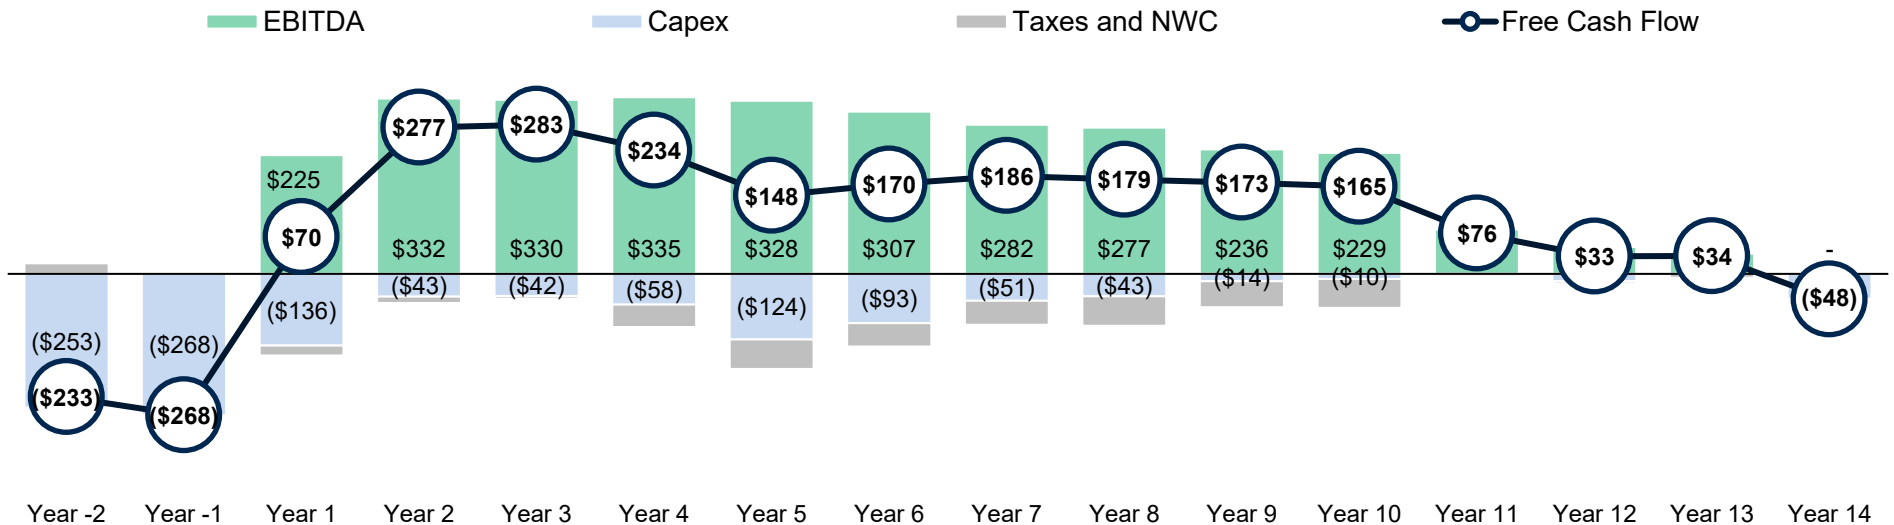 EBITDA Capex Taxes and NWC Free Cash Flow
$277 $283
$225 $234
$148 $170 $186 $179 $173 $165
$70 $332 $330 $335 $328 $307 $282 $277 $236 $229 $76 $33 $34 -
($136) ($43) ($42) ($58) ($124) ($93) ($51) ($43) ($14) ($10) ($48)
($253) ($268)
($233) ($268)
Year -2 Year -1 Year 1 Year 2 Year 3 Year 4 Year 5 Year 6 Year 7 Year 8 Year 9 Year 10 Year 11 Year 12 Year 13 Year 14